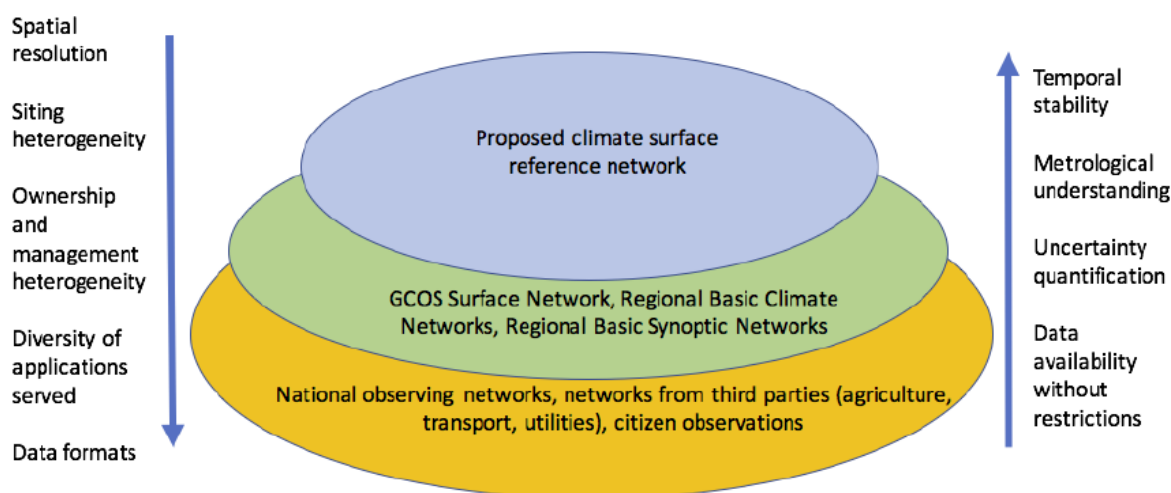 Spatial
resolution
Siting
heterogeneity
Ownership
and
management
heterogeneity
Diversity of
applications
served
Data formats
Proposed climate surface
reference network
GCOS Surface Network, Regional Basic Climate
Networks, Regional Basic Synoptic Networks
National observing networks, networks from third parties (agriculture,
transport, utilities), citizen observations
Temporal
stability
Metrological
understanding
Uncertainty
quantification
Data
availability
without
restrictions